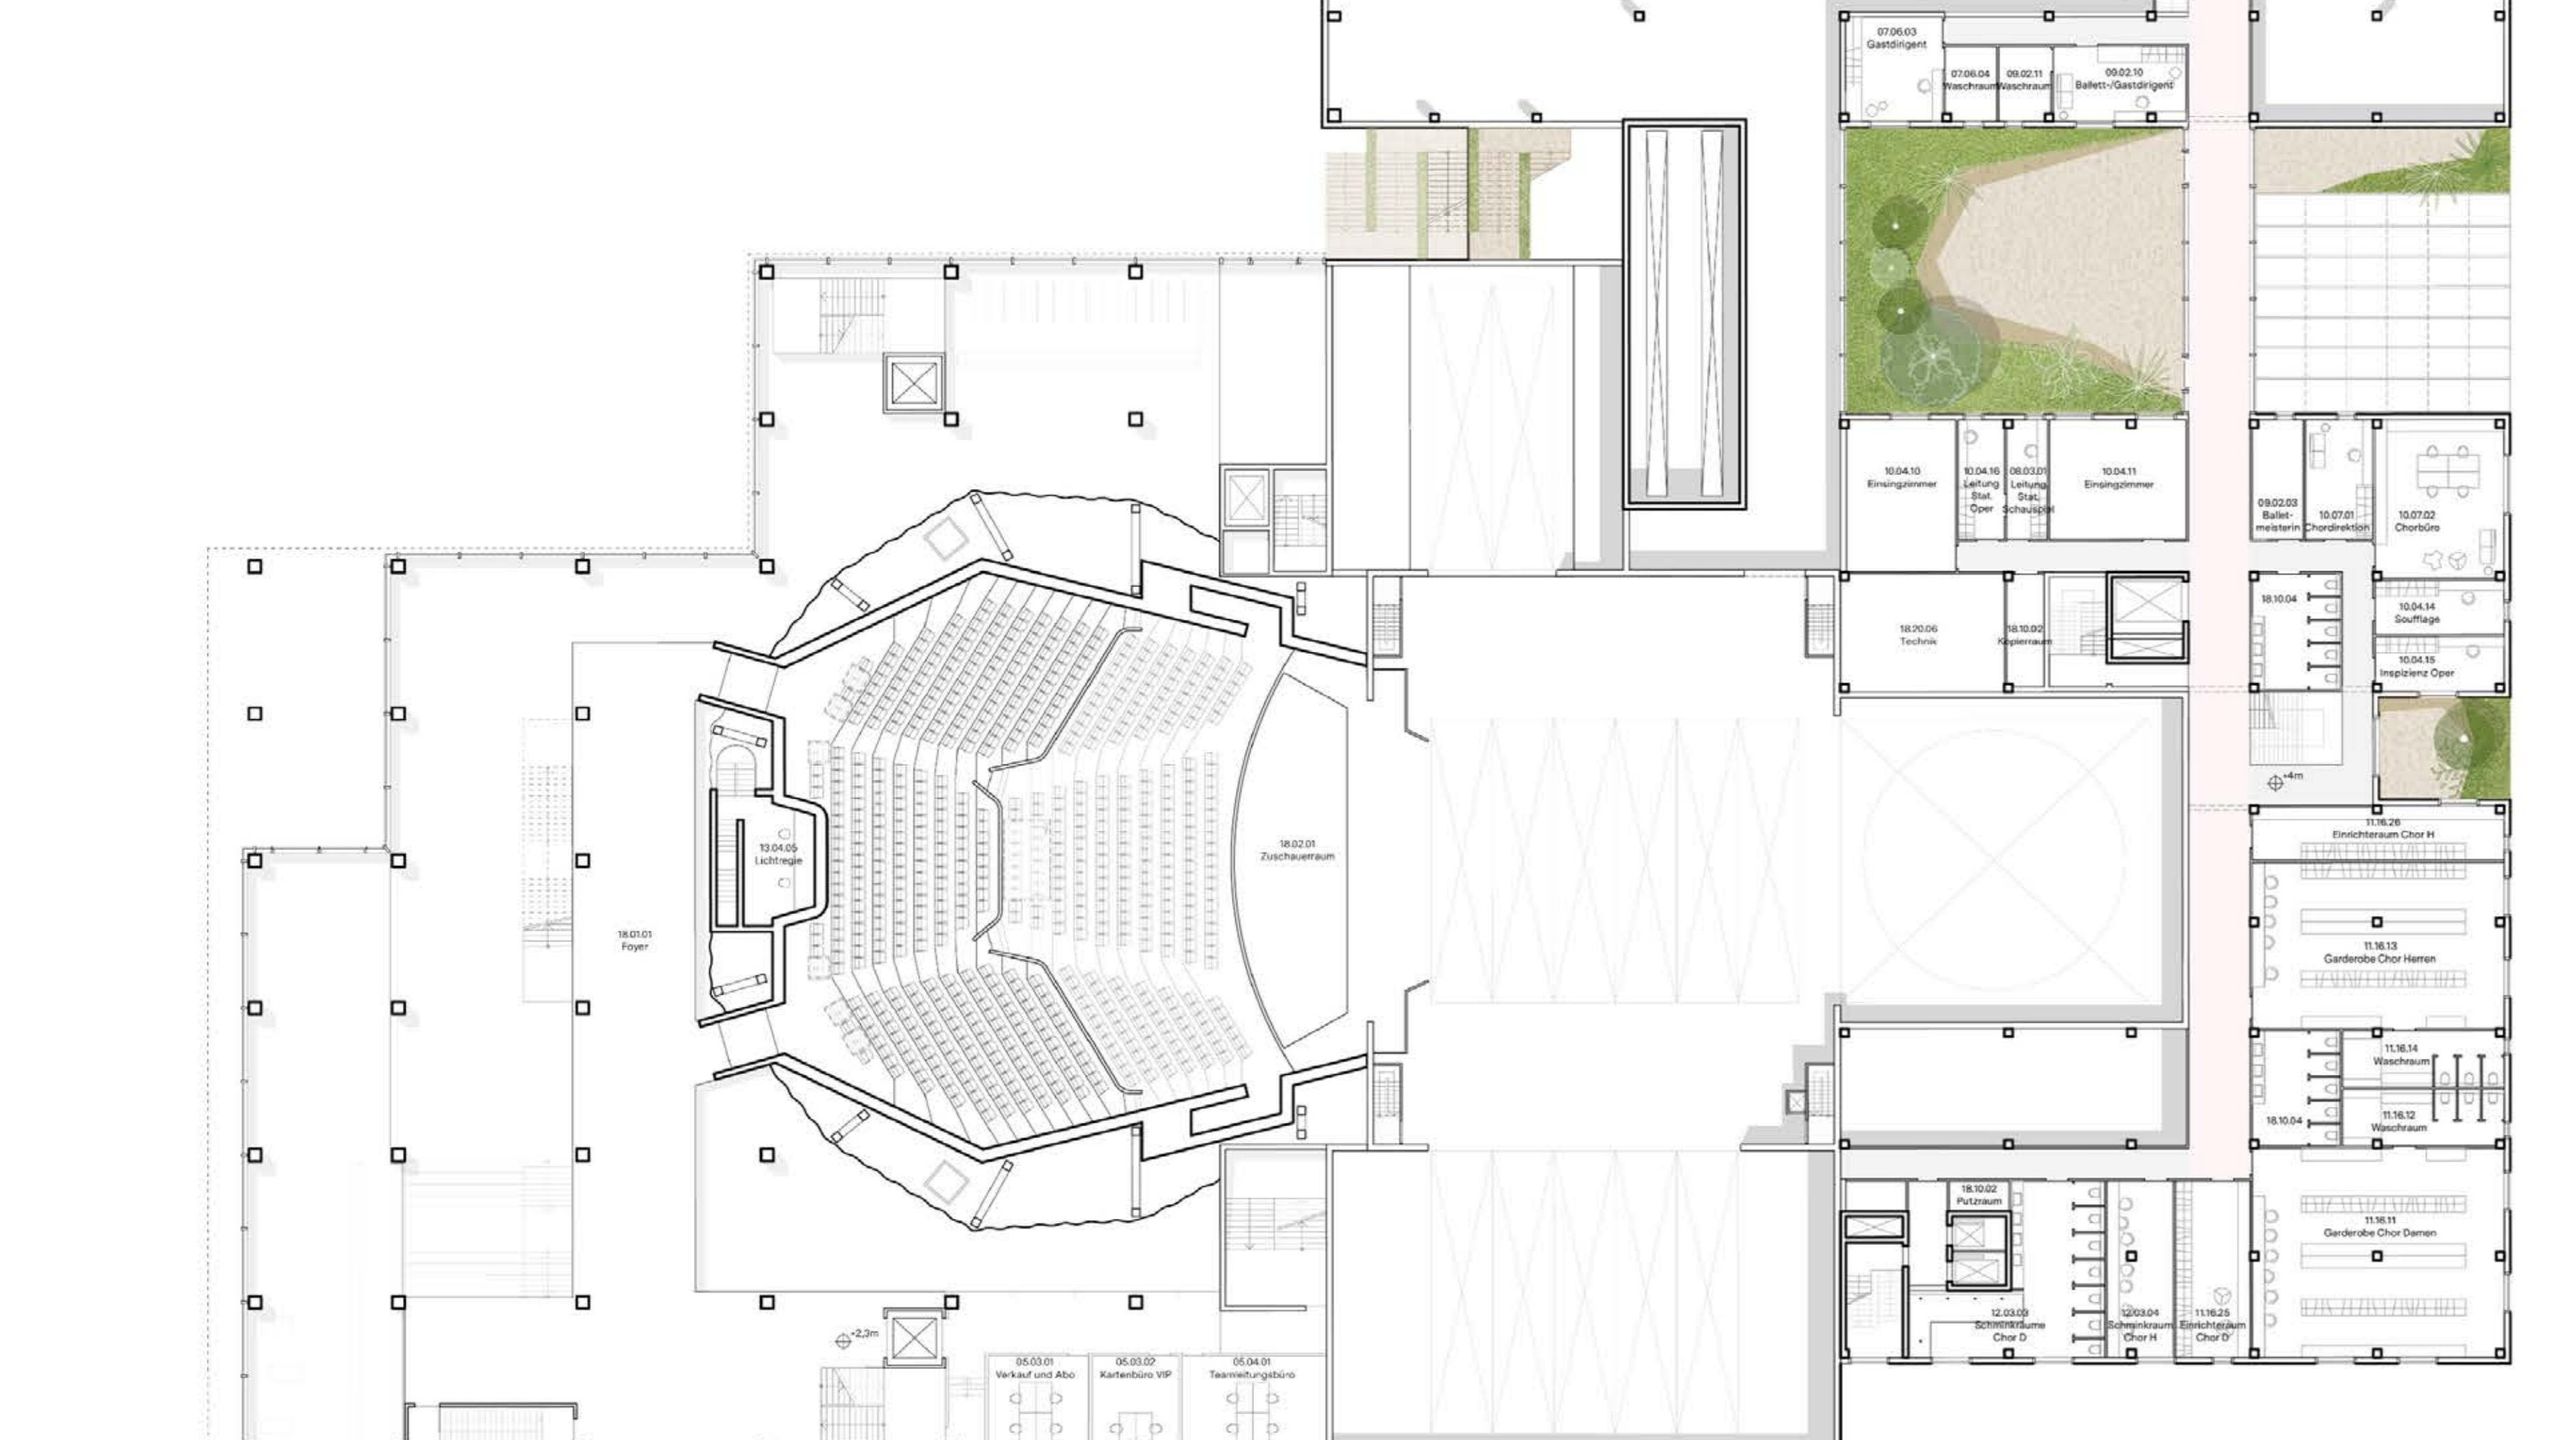 07.06.03
Gastdirigent
07.06.04
Waschraum
09.02.11
Waschraum
09.02.10
Ballett-/Gastdirigent
10.04.10
Einsingzimmer
10.04.16
Leitung
Stat.
Oper
08.03.01
Leitung
Stat.
Schauspiel
10.04.11
Einsingzimmer
09.02.03
Ballet-
meisterin
10.07.01
Chordirektion
10.07.02
Chorbüro
18.20.06
Technik
18.10.02
Kopierraum
18.10.04
10.04.14
Soufflage
10.04.15
Inspizienz Oper
+4m
13.04.05
Lichtregie
18.02.01
Zuschauerraum
18.01.01
Foyer
11.16.26
Einrichteraum Chor H
11.16.13
Garderobe Chor Herren
11.16.14
Waschraum
11.16.12
Waschraum
18.10.04
18.10.02
Putzraum
11.16.11
Garderobe Chor Damen
12.03.03
Schminkräume
Chor D
12.03.04
Schminkraum
Chor H
11.16.25
Einrichteraum
Chor D
+2,3m
05.03.01
Verkauf und Abo
05.03.02
Kartenbüro VIP
05.04.01
Teamleitungsbüro